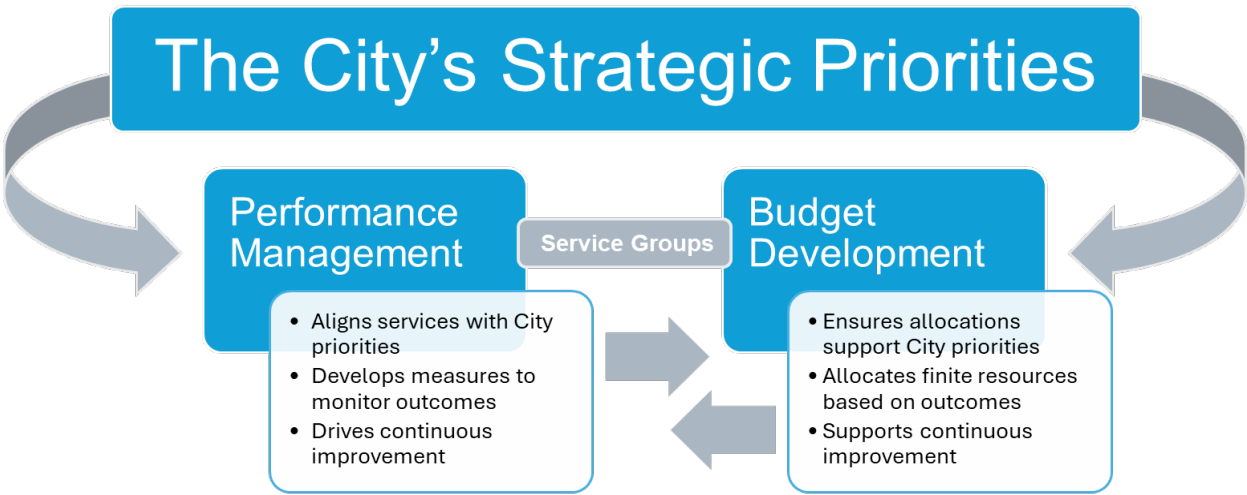 The City’s Strategic Priorities
Performance
Management
Service Groups
Budget
Development
• Aligns services with City
priorities
• Develops measures to
monitor outcomes
• Drives continuous
improvement
• Ensures allocations
support City priorities
• Allocates finite resources
based on outcomes
• Supports continuous
improvement